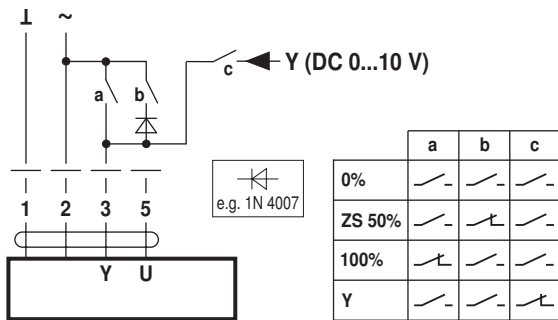 ⊥ ~
c Y (DC 0...10 V)
a b
e.g. 1N 4007
1 2 3 5
Y U
a b c
0%
ZS 50%
100%
Y